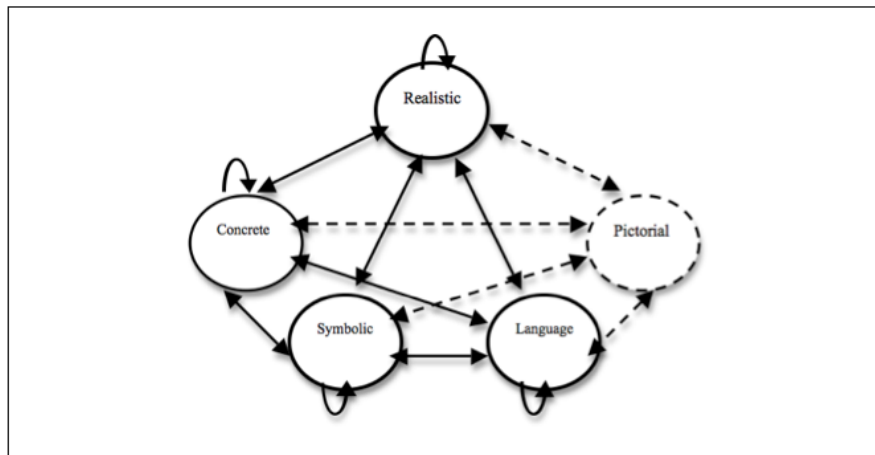 Realistic
Concrete
Pictorial
Symbolic
Language